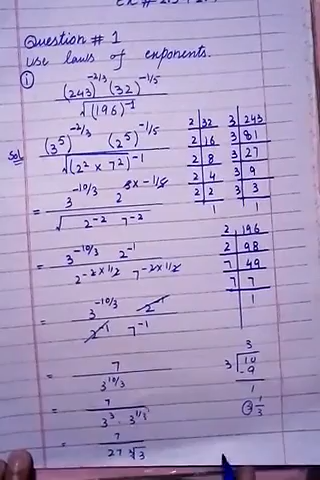 Question # 1
use laws of exponents.
(i)
(243)^-2/3 (32)^-1/5
√(196)^-1
Sol (3^5)^-2/3 (2^5)^-1/5
√(2^2 × 7^2)^-1
= 3^-10/3 2^5×-1/5
√ 2^-2 7^-2
= 3^-10/3 2^-1
2^-2×1/2 7^-2×1/2
= 3^-10/3 2^-1
2^-1 7^-1
= 7
3^10/3
= 7
3^3 · 3^1/3
= 7
27 ∛3
2 | 32
2 | 16
2 | 8
2 | 4
2 | 2
1
3 | 243
3 | 81
3 | 27
3 | 9
3 | 3
1
2 | 196
2 | 98
7 | 49
7 | 7
1
3
3 | 10
-9
1
3 1/3